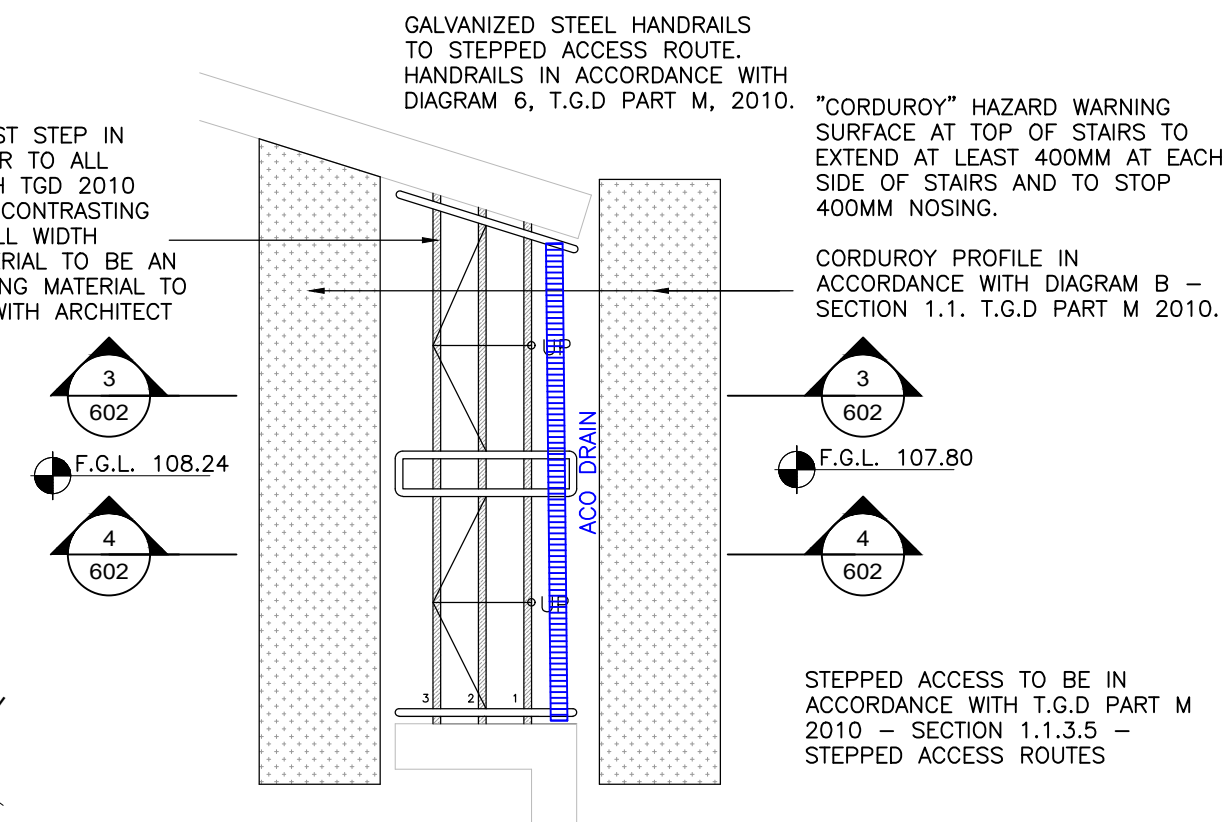 GALVANIZED STEEL HANDRAILS
TO STEPPED ACCESS ROUTE.
HANDRAILS IN ACCORDANCE WITH
DIAGRAM 6, T.G.D PART M, 2010.
"CORDUROY" HAZARD WARNING
SURFACE AT TOP OF STAIRS TO
EXTEND AT LEAST 400MM AT EACH
SIDE OF STAIRS AND TO STOP
400MM NOSING.
CORDUROY PROFILE IN
ACCORDANCE WITH DIAGRAM B –
SECTION 1.1. T.G.D PART M 2010.
ST STEP IN
R TO ALL
H TGD 2010
CONTRASTING
LL WIDTH
ERIAL TO BE AN
NG MATERIAL TO
WITH ARCHITECT
3
602
F.G.L. 108.24
4
602
UP
ACO DRAIN
UP
3 2 1
3
602
F.G.L. 107.80
4
602
STEPPED ACCESS TO BE IN
ACCORDANCE WITH T.G.D PART M
2010 – SECTION 1.1.3.5 –
STEPPED ACCESS ROUTES